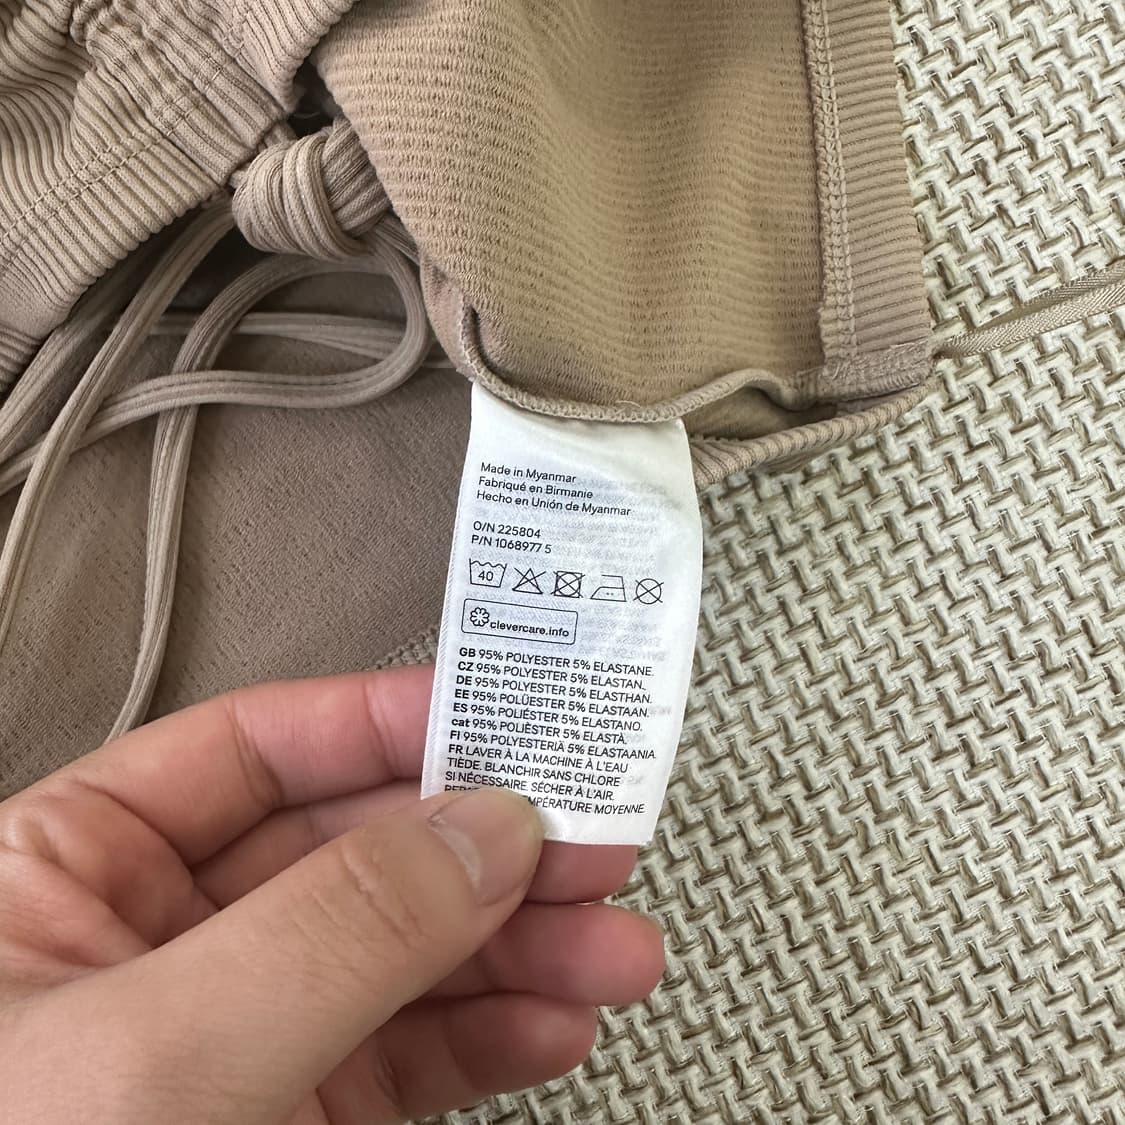 Made in Myanmar
Fabriqué en Birmanie
Hecho en Unión de Myanmar
O/N 225804
P/N 1068977 5
40
clevercare.info
GB 95% POLYESTER 5% ELASTANE.
CZ 95% POLYESTER 5% ELASTAN.
DE 95% POLYESTER 5% ELASTHAN.
EE 95% POLÜESTER 5% ELASTAAN.
ES 95% POLIÉSTER 5% ELASTANO.
cat 95% POLIÈSTER 5% ELASTÀ.
FI 95% POLYESTERIÄ 5% ELASTAANIA.
FR LAVER À LA MACHINE À L'EAU
TIÈDE. BLANCHIR SANS CHLORE
SI NÉCESSAIRE. SÉCHER À L'AIR.
MOYENNE.